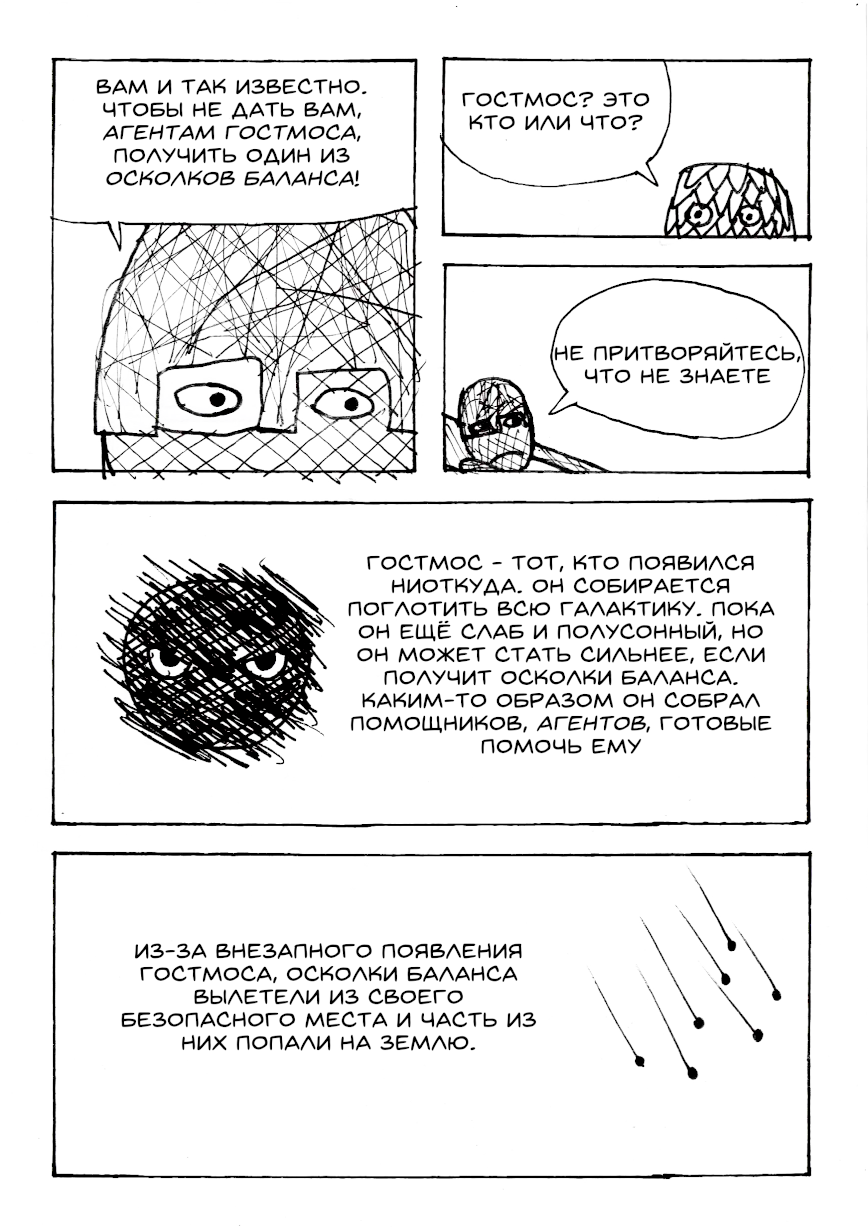 ВАМ И ТАК ИЗВЕСТНО.
ЧТОБЫ НЕ ДАТЬ ВАМ,
АГЕНТАМ ГОСТМОСА,
ПОЛУЧИТЬ ОДИН ИЗ
ОСКОЛКОВ БАЛАНСА!
ГОСТМОС? ЭТО
КТО ИЛИ ЧТО?
НЕ ПРИТВОРЯЙТЕСЬ,
ЧТО НЕ ЗНАЕТЕ
ГОСТМОС - ТОТ, КТО ПОЯВИЛСЯ
НИОТКУДА. ОН СОБИРАЕТСЯ
ПОГЛОТИТЬ ВСЮ ГАЛАКТИКУ. ПОКА
ОН ЕЩЁ СЛАБ И ПОЛУСОННЫЙ, НО
ОН МОЖЕТ СТАТЬ СИЛЬНЕЕ, ЕСЛИ
ПОЛУЧИТ ОСКОЛКИ БАЛАНСА.
КАКИМ-ТО ОБРАЗОМ ОН СОБРАЛ
ПОМОЩНИКОВ, АГЕНТОВ, ГОТОВЫЕ
ПОМОЧЬ ЕМУ
ИЗ-ЗА ВНЕЗАПНОГО ПОЯВЛЕНИЯ
ГОСТМОСА, ОСКОЛКИ БАЛАНСА
ВЫЛЕТЕЛИ ИЗ СВОЕГО
БЕЗОПАСНОГО МЕСТА И ЧАСТЬ ИЗ
НИХ ПОПАЛИ НА ЗЕМЛЮ.